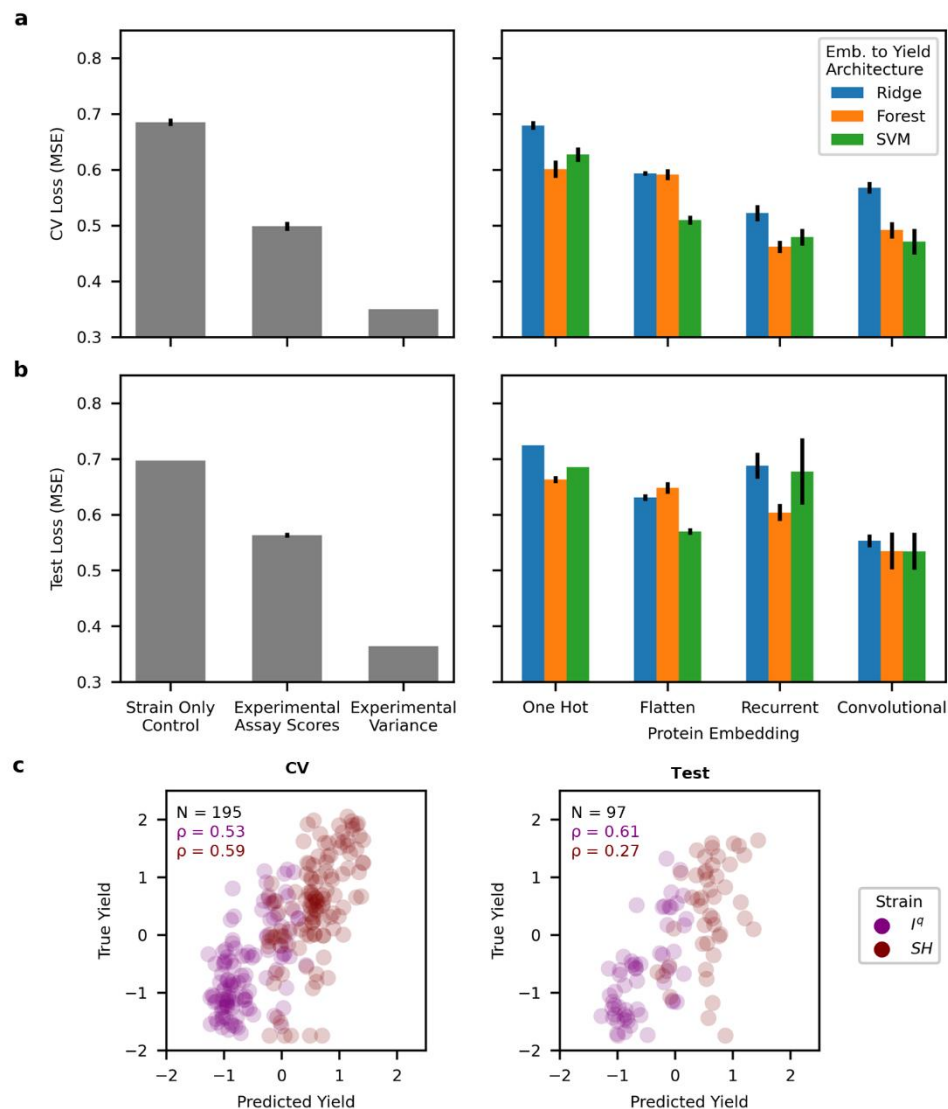 a
0.8
0.7
0.6
0.5
0.4
0.3
CV Loss (MSE)
Emb. to Yield
Architecture
Ridge
Forest
SVM
b
0.8
0.7
0.6
0.5
0.4
0.3
Test Loss (MSE)
Strain Only
Control
Experimental
Assay Scores
Experimental
Variance
One Hot
Flatten
Recurrent
Convolutional
Protein Embedding
c
CV
N = 195
ρ = 0.53
ρ = 0.59
2
1
0
−1
−2
True Yield
−2 −1 0 1 2
Predicted Yield
Test
N = 97
ρ = 0.61
ρ = 0.27
2
1
0
−1
−2
True Yield
−2 −1 0 1 2
Predicted Yield
Strain
I^q
SH